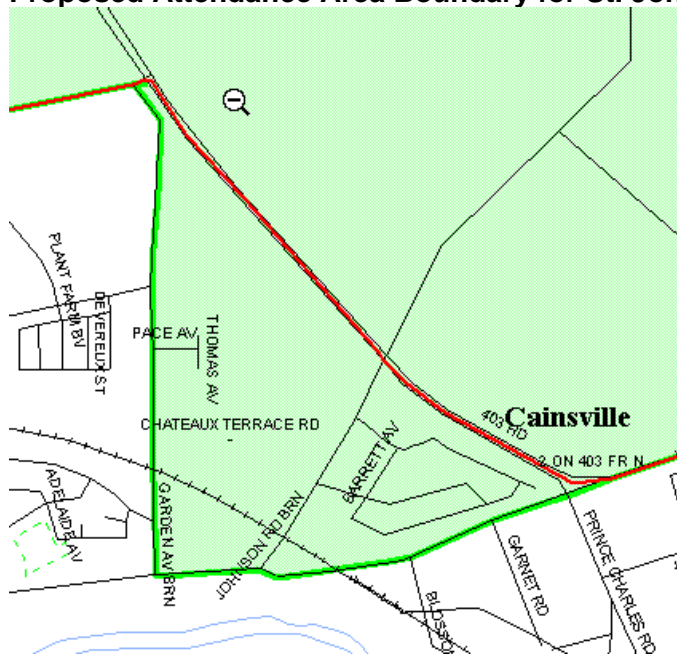 Proposed Attendance Area Boundary for St.
PLANT FARM BV
DEVEREUX ST
PACE AV
THOMAS AV
CHATEAUX TERRACE RD
403 HD
Cainsville
2 ON 403 FR N
BARRETT AV
ADELAIDE AV
GARDEN AV BRN
JOHNSON RD BRN
GARNET RD
PRINCE CHARLES RD